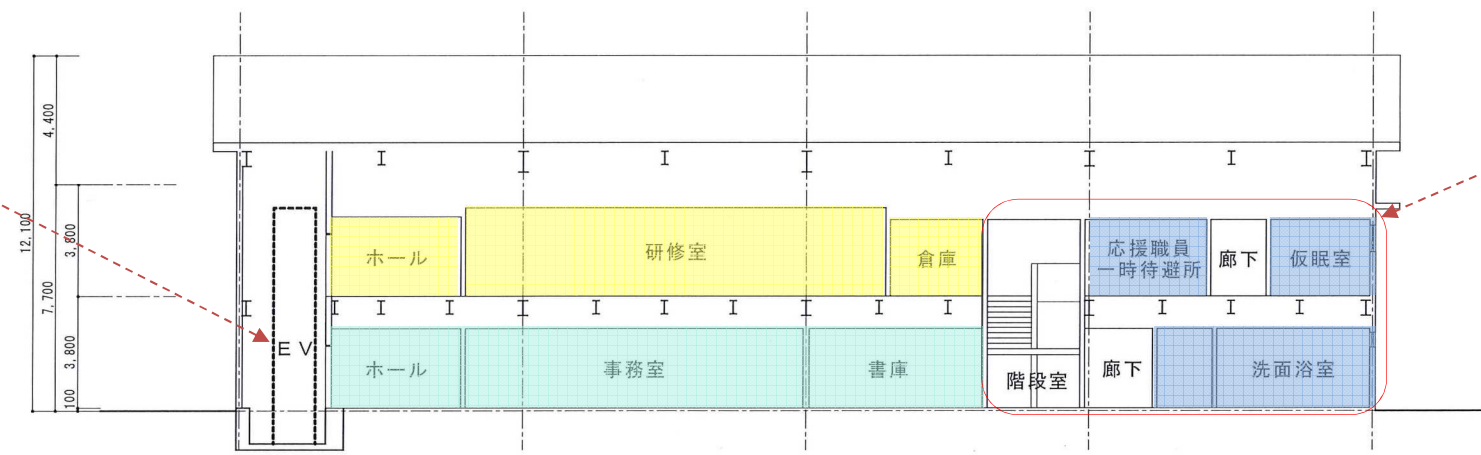 4,400
12,100
3,800
7,700
3,800
100
ホール
研修室
倉庫
応援職員
一時待避所
廊下
仮眠室
EV
ホール
事務室
書庫
階段室
廊下
洗面浴室